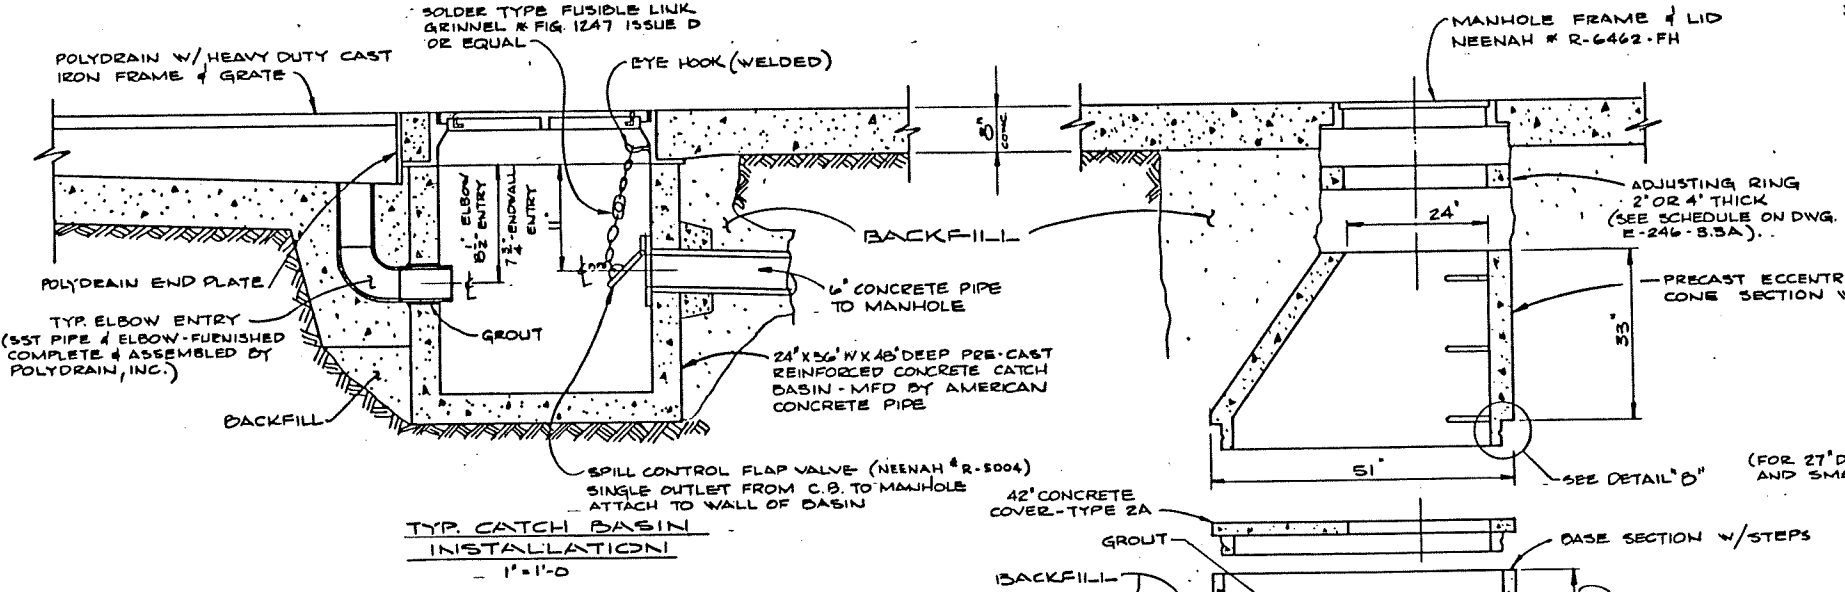 SOLDER TYPE FUSIBLE LINK
GRINNEL # FIG. 1247 ISSUE D
OR EQUAL
POLYDRAIN W/ HEAVY DUTY CAST
IRON FRAME & GRATE
EYE HOOK (WELDED)
MANHOLE FRAME & LID
NEENAH # R-6462-FH
8"
CONC.
8 1/2" ELBOW
ENTRY
7 3/4" ENDWALL
ENTRY
11"
BACKFILL
24"
ADJUSTING RING
2" OR 4" THICK
(SEE SCHEDULE ON DWG.
E-246-3.3A).
POLYDRAIN END PLATE
6" CONCRETE PIPE
TO MANHOLE
PRECAST ECCENTR
CONE SECTION W
33"
TYP. ELBOW ENTRY
(SST PIPE & ELBOW-FURNISHED
COMPLETE & ASSEMBLED BY
POLYDRAIN, INC.)
GROUT
24" X 36" W X 48" DEEP PRE-CAST
REINFORCED CONCRETE CATCH
BASIN - MFD BY AMERICAN
CONCRETE PIPE
BACKFILL
SPILL CONTROL FLAP VALVE (NEENAH # R-5004)
SINGLE OUTLET FROM C.B. TO MANHOLE
ATTACH TO WALL OF BASIN
51"
SEE DETAIL "B"
(FOR 27" D
AND SMA
TYP. CATCH BASIN
INSTALLATION
1" = 1'-0
42" CONCRETE
COVER-TYPE 2A
GROUT
BASE SECTION W/STEPS
BACKFILL